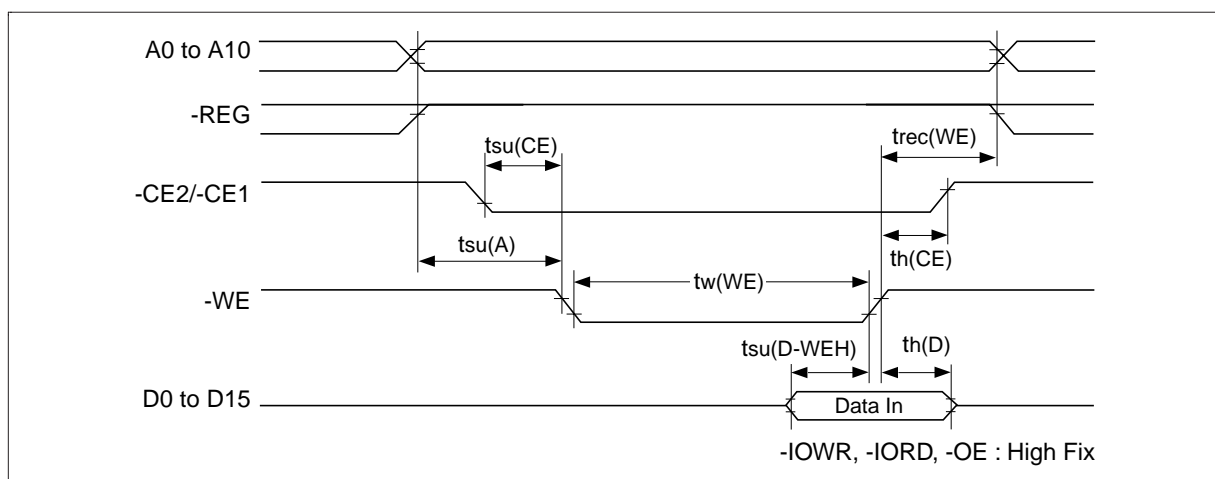 A0 to A10
-REG
tsu(CE)
trec(WE)
-CE2/-CE1
tsu(A)
th(CE)
-WE
tw(WE)
tsu(D-WEH)
th(D)
D0 to D15
Data In
-IOWR, -IORD, -OE : High Fix